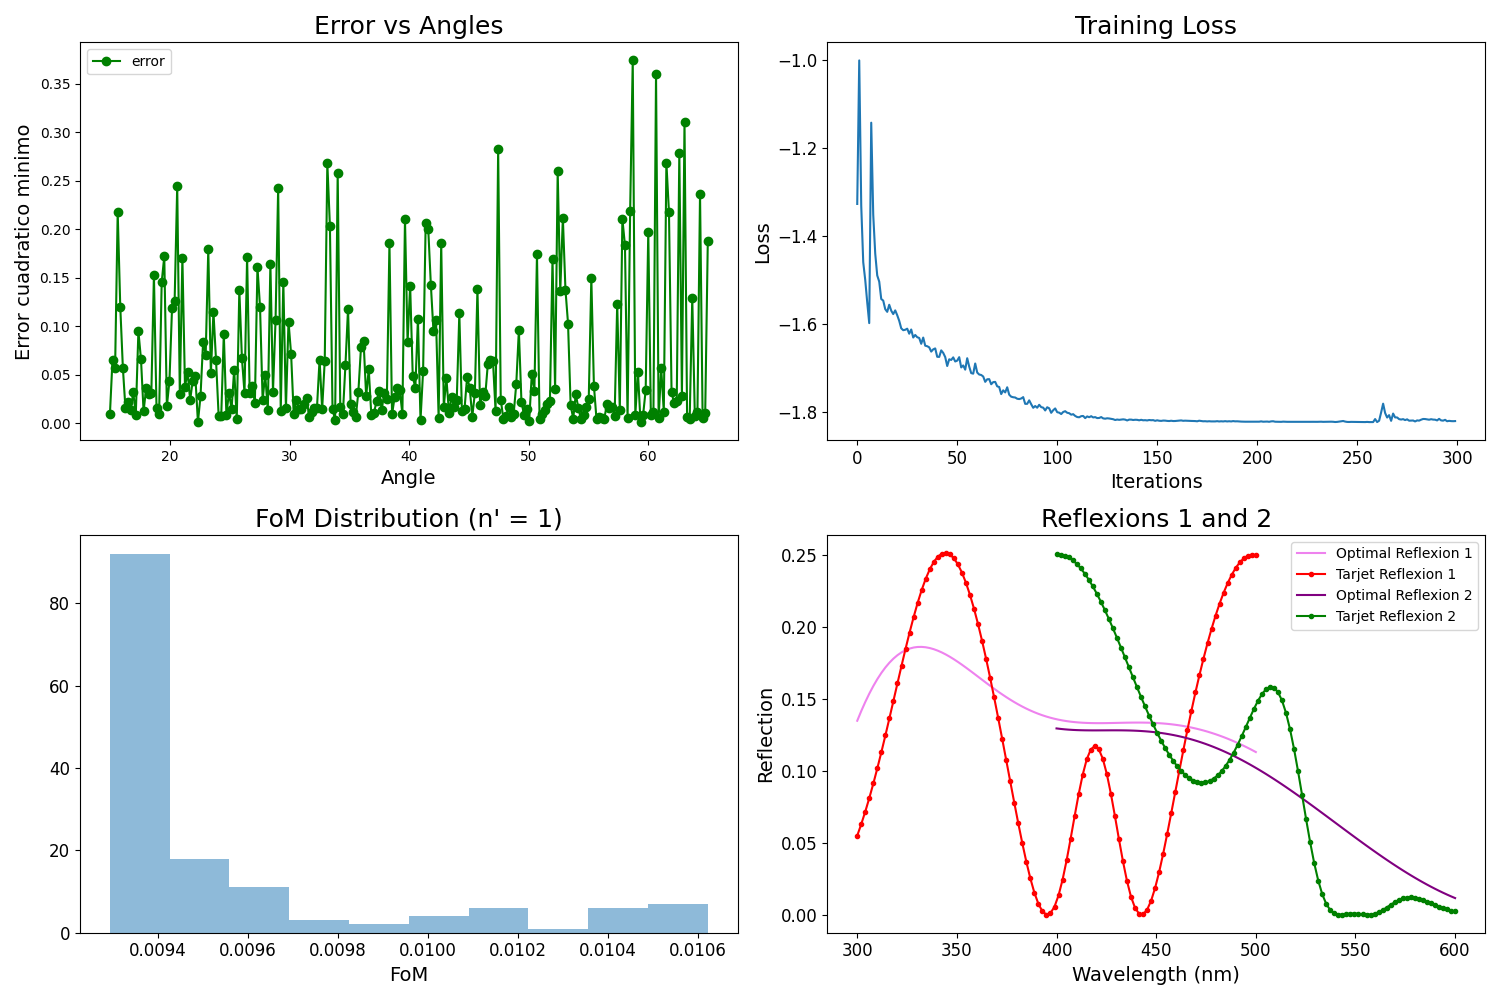 Error vs Angles
error
Error cuadratico minimo
0.35
0.30
0.25
0.20
0.15
0.10
0.05
0.00
20 30 40 50 60
Angle
Training Loss
Loss
−1.0
−1.2
−1.4
−1.6
−1.8
0 50 100 150 200 250 300
Iterations
FoM Distribution (n' = 1)
80
60
40
20
0
0.0094 0.0096 0.0098 0.0100 0.0102 0.0104 0.0106
FoM
Reflexions 1 and 2
Optimal Reflexion 1
Tarjet Reflexion 1
Optimal Reflexion 2
Tarjet Reflexion 2
Reflection
0.25
0.20
0.15
0.10
0.05
0.00
300 350 400 450 500 550 600
Wavelength (nm)